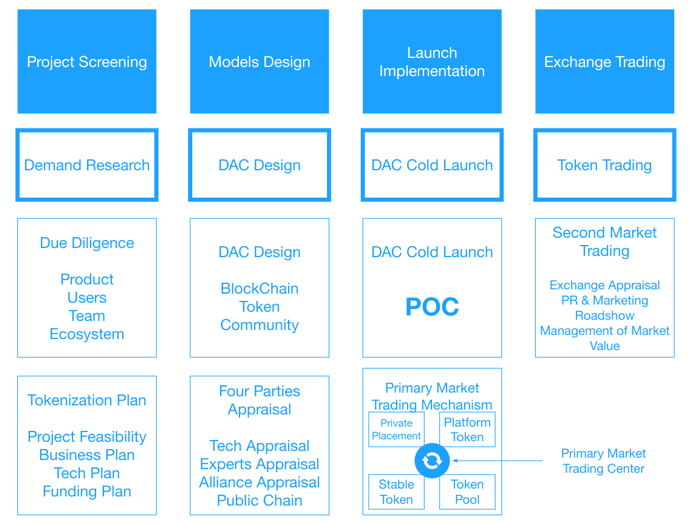 Project Screening
Models Design
Launch
Implementation
Exchange Trading
Demand Research
DAC Design
DAC Cold Launch
Token Trading
Due Diligence
Product
Users
Team
Ecosystem
DAC Design
BlockChain
Token
Community
DAC Cold Launch
POC
Second Market
Trading
Exchange Appraisal
PR & Marketing
Roadshow
Management of Market
Value
Tokenization Plan
Project Feasibility
Business Plan
Tech Plan
Funding Plan
Four Parties
Appraisal
Tech Appraisal
Experts Appraisal
Alliance Appraisal
Public Chain
Primary Market
Trading Mechanism
Private
Placement
Platform
Token
Stable
Token
Token
Pool
Primary Market
Trading Center